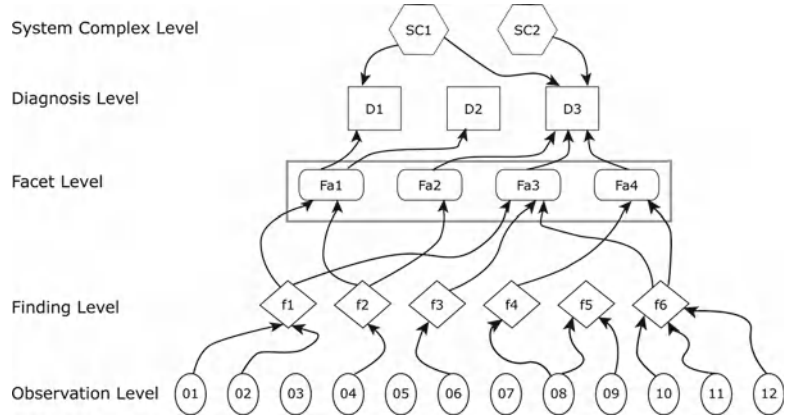 System Complex Level SC1 SC2
Diagnosis Level D1 D2 D3
Facet Level Fa1 Fa2 Fa3 Fa4
Finding Level f1 f2 f3 f4 f5 f6
Observation Level 01 02 03 04 05 06 07 08 09 10 11 12